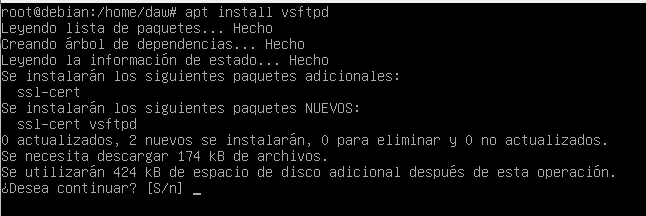 root@debian:/home/daw# apt install vsftpd
Leyendo lista de paquetes... Hecho
Creando árbol de dependencias... Hecho
Leyendo la información de estado... Hecho
Se instalarán los siguientes paquetes adicionales:
  ssl-cert
Se instalarán los siguientes paquetes NUEVOS:
  ssl-cert vsftpd
0 actualizados, 2 nuevos se instalarán, 0 para eliminar y 0 no actualizados.
Se necesita descargar 174 kB de archivos.
Se utilizarán 424 kB de espacio de disco adicional después de esta operación.
¿Desea continuar? [S/n] _